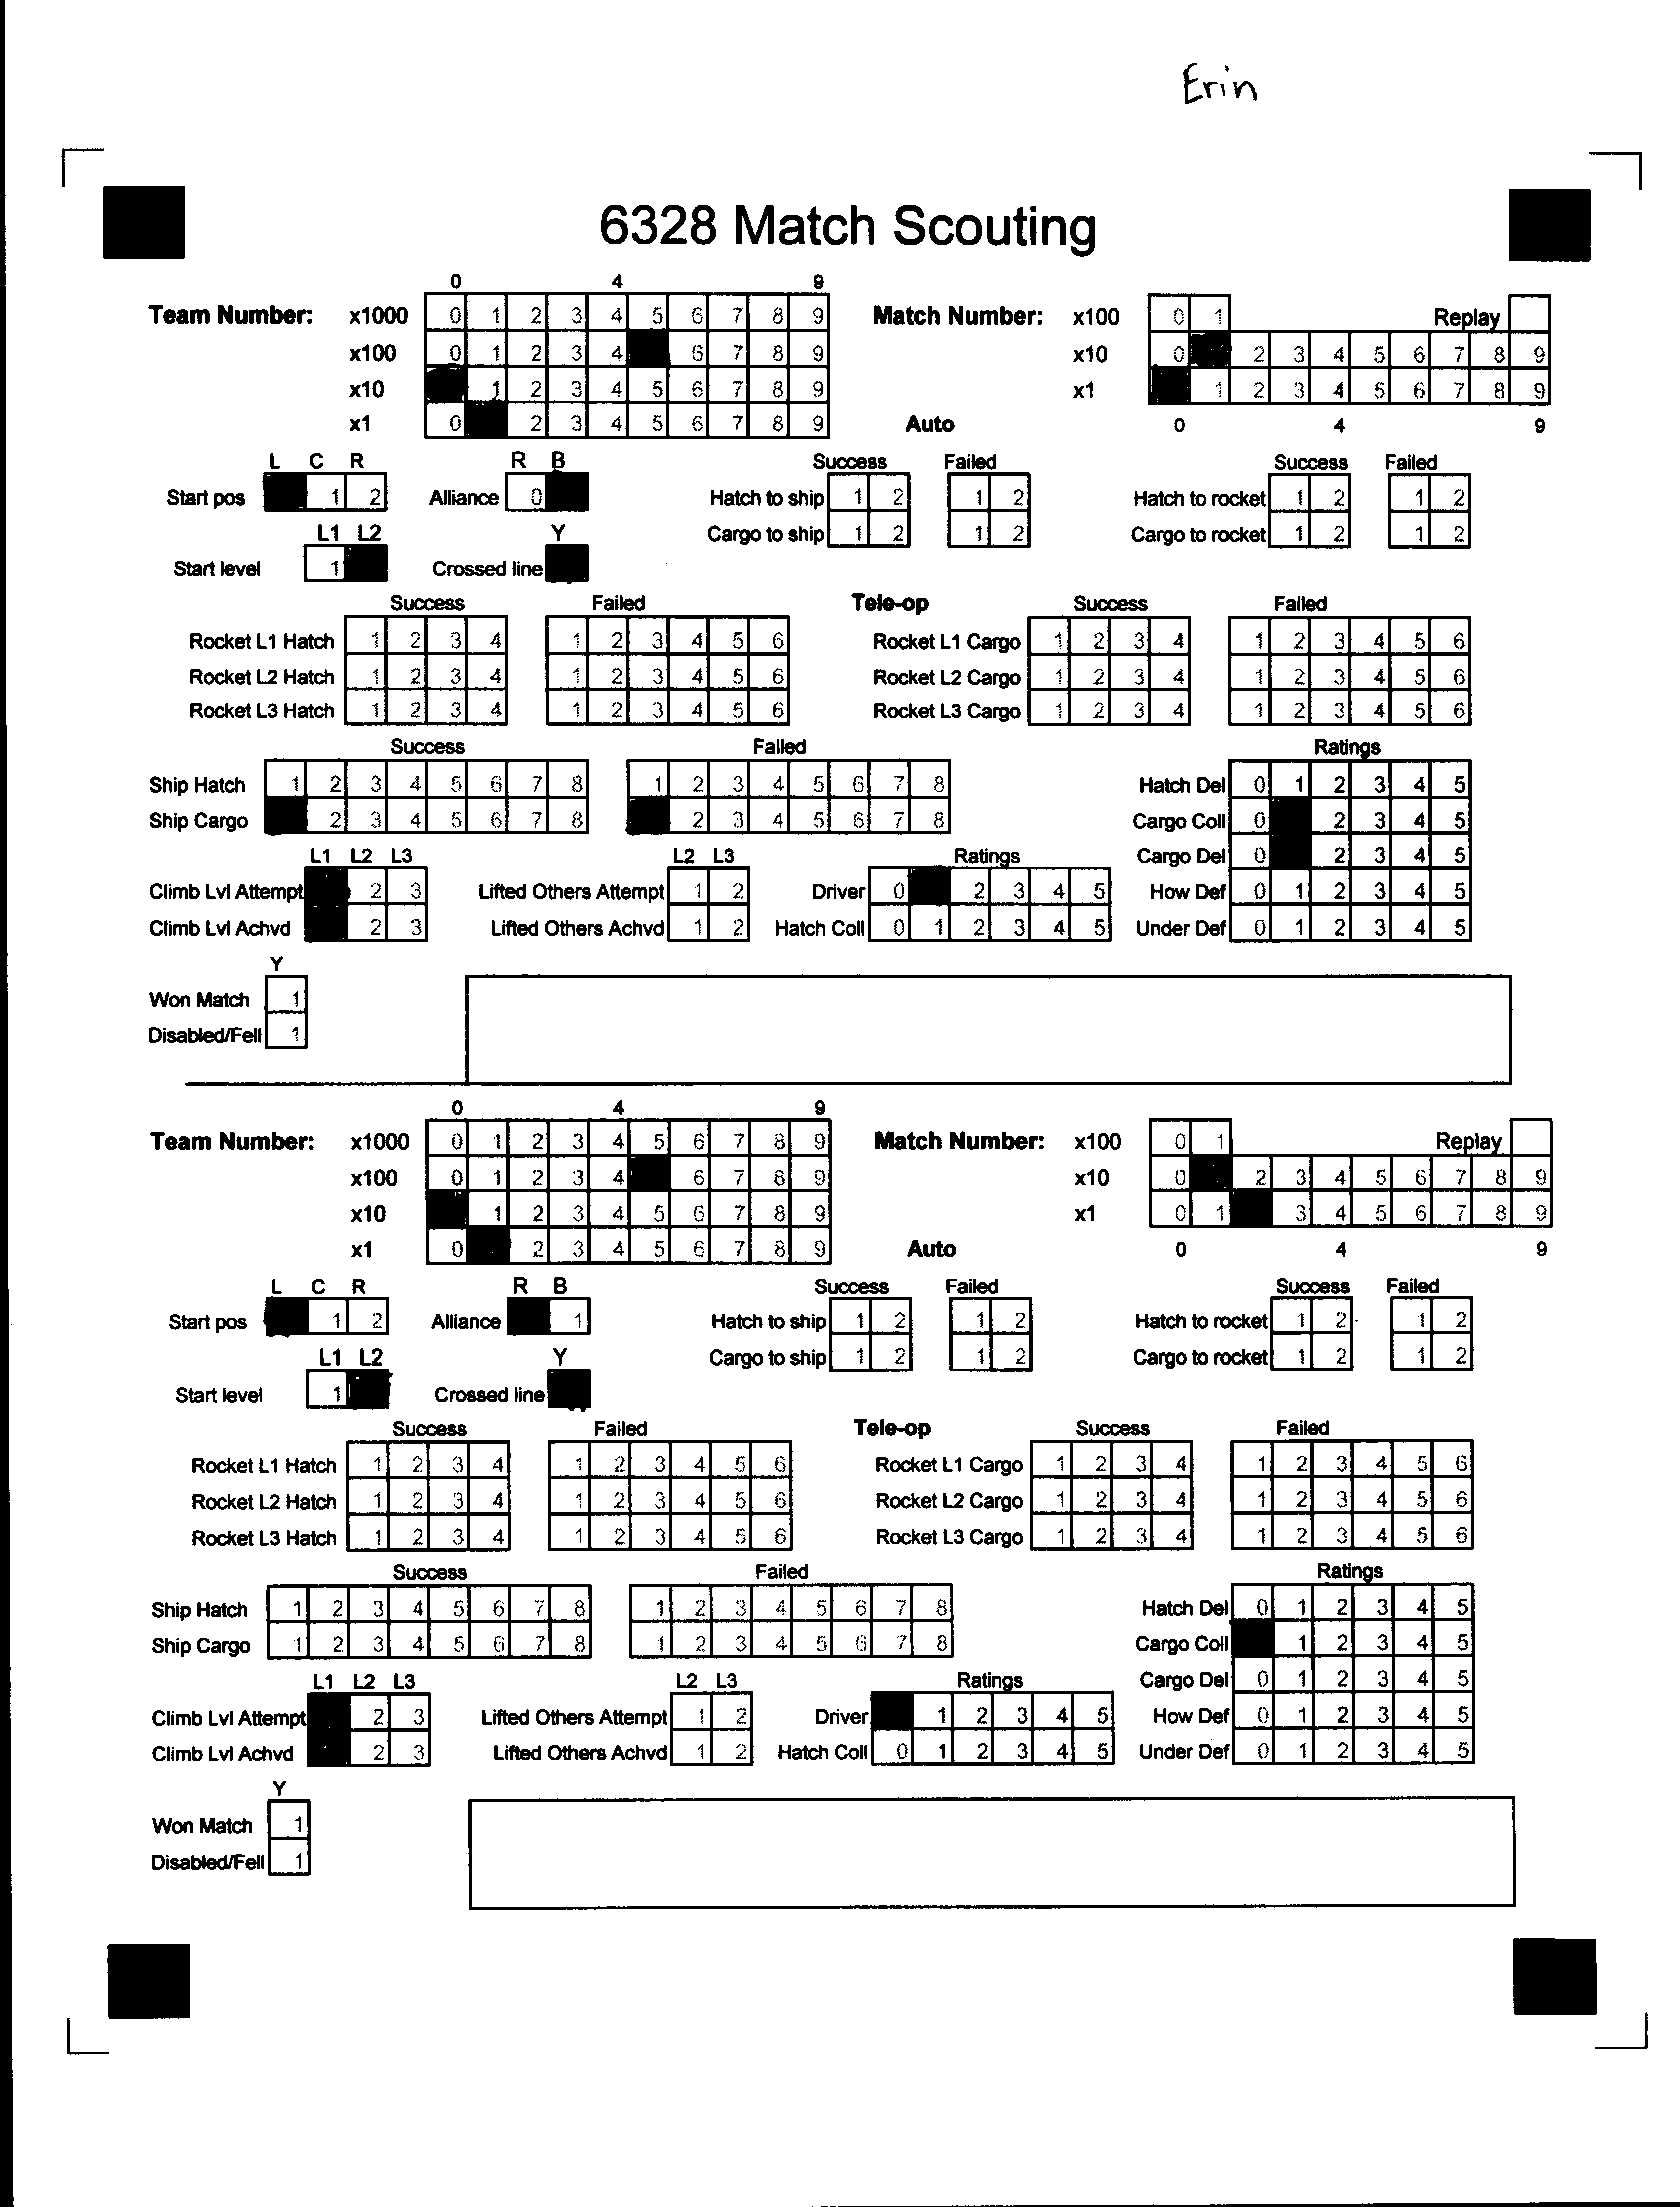 Erin
6328 Match Scouting
0 4 9
Team Number: x1000 0 1 2 3 4 5 6 7 8 9 Match Number: x100 0 1 Replay
x100 0 1 2 3 4 6 7 8 9 x10 0 2 3 4 5 6 7 8 9
x10 1 2 3 4 5 6 7 8 9 x1 1 2 3 4 5 6 7 8 9
x1 0 2 3 4 5 6 7 8 9 Auto 0 4 9
L C R R B Success Failed Success Failed
Start pos 1 2 Alliance 0 Hatch to ship 1 2 1 2 Hatch to rocket 1 2 1 2
L1 L2 Y Cargo to ship 1 2 1 2 Cargo to rocket 1 2 1 2
Start level 1 Crossed line
Success Failed Tele-op Success Failed
Rocket L1 Hatch 1 2 3 4 1 2 3 4 5 6 Rocket L1 Cargo 1 2 3 4 1 2 3 4 5 6
Rocket L2 Hatch 1 2 3 4 1 2 3 4 5 6 Rocket L2 Cargo 1 2 3 4 1 2 3 4 5 6
Rocket L3 Hatch 1 2 3 4 1 2 3 4 5 6 Rocket L3 Cargo 1 2 3 4 1 2 3 4 5 6
Success Failed Ratings
Ship Hatch 1 2 3 4 5 6 7 8 1 2 3 4 5 6 7 8 Hatch Del 0 1 2 3 4 5
Ship Cargo 2 3 4 5 6 7 8 2 3 4 5 6 7 8 Cargo Coll 0 2 3 4 5
L1 L2 L3 L2 L3 Ratings Cargo Del 0 2 3 4 5
Climb Lvl Attempt 2 3 Lifted Others Attempt 1 2 Driver 0 2 3 4 5 How Def 0 1 2 3 4 5
Climb Lvl Achvd 2 3 Lifted Others Achvd 1 2 Hatch Coll 0 1 2 3 4 5 Under Def 0 1 2 3 4 5
Y
Won Match 1
Disabled/Fell 1
0 4 9
Team Number: x1000 0 1 2 3 4 5 6 7 8 9 Match Number: x100 0 1 Replay
x100 0 1 2 3 4 6 7 8 9 x10 0 2 3 4 5 6 7 8 9
x10 1 2 3 4 5 6 7 8 9 x1 0 1 3 4 5 6 7 8 9
x1 0 2 3 4 5 6 7 8 9 Auto 0 4 9
L C R R B Success Failed Success Failed
Start pos 1 2 Alliance 1 Hatch to ship 1 2 1 2 Hatch to rocket 1 2 1 2
L1 L2 Y Cargo to ship 1 2 1 2 Cargo to rocket 1 2 1 2
Start level 1 Crossed line
Success Failed Tele-op Success Failed
Rocket L1 Hatch 1 2 3 4 1 2 3 4 5 6 Rocket L1 Cargo 1 2 3 4 1 2 3 4 5 6
Rocket L2 Hatch 1 2 3 4 1 2 3 4 5 6 Rocket L2 Cargo 1 2 3 4 1 2 3 4 5 6
Rocket L3 Hatch 1 2 3 4 1 2 3 4 5 6 Rocket L3 Cargo 1 2 3 4 1 2 3 4 5 6
Success Failed Ratings
Ship Hatch 1 2 3 4 5 6 7 8 1 2 3 4 5 6 7 8 Hatch Del 0 1 2 3 4 5
Ship Cargo 1 2 3 4 5 6 7 8 1 2 3 4 5 6 7 8 Cargo Coll 1 2 3 4 5
L1 L2 L3 L2 L3 Ratings Cargo Del 0 1 2 3 4 5
Climb Lvl Attempt 2 3 Lifted Others Attempt 1 2 Driver 1 2 3 4 5 How Def 0 1 2 3 4 5
Climb Lvl Achvd 2 3 Lifted Others Achvd 1 2 Hatch Coll 0 1 2 3 4 5 Under Def 0 1 2 3 4 5
Y
Won Match 1
Disabled/Fell 1